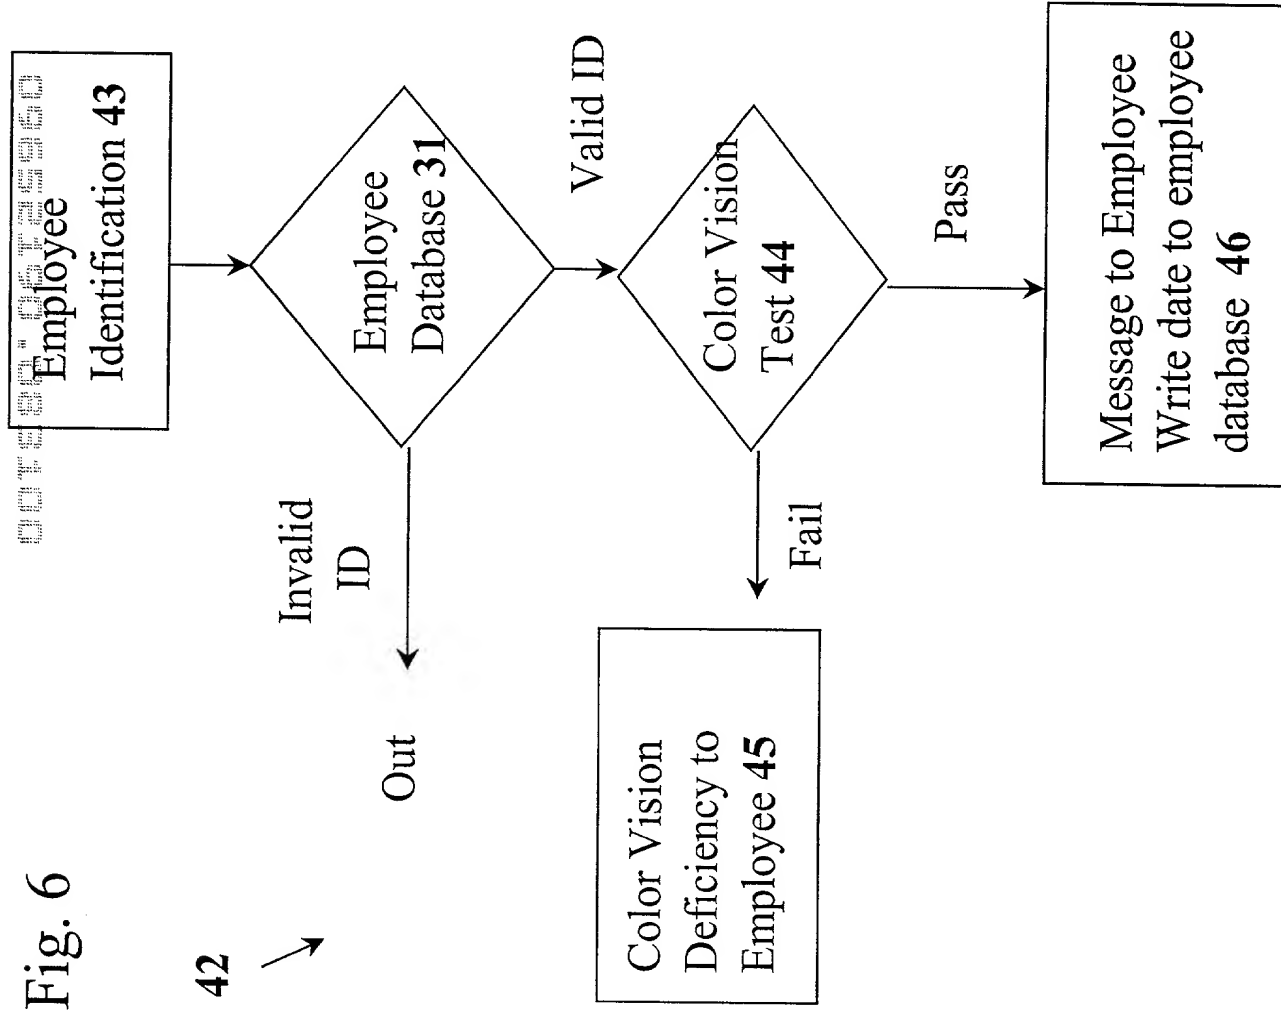 Fig. 6
42
Employee
Identification 43
Employee
Database 31
Invalid
ID
Out
Valid ID
Color Vision
Test 44
Fail
Color Vision
Deficiency to
Employee 45
Pass
Message to Employee
Write date to employee
database 46